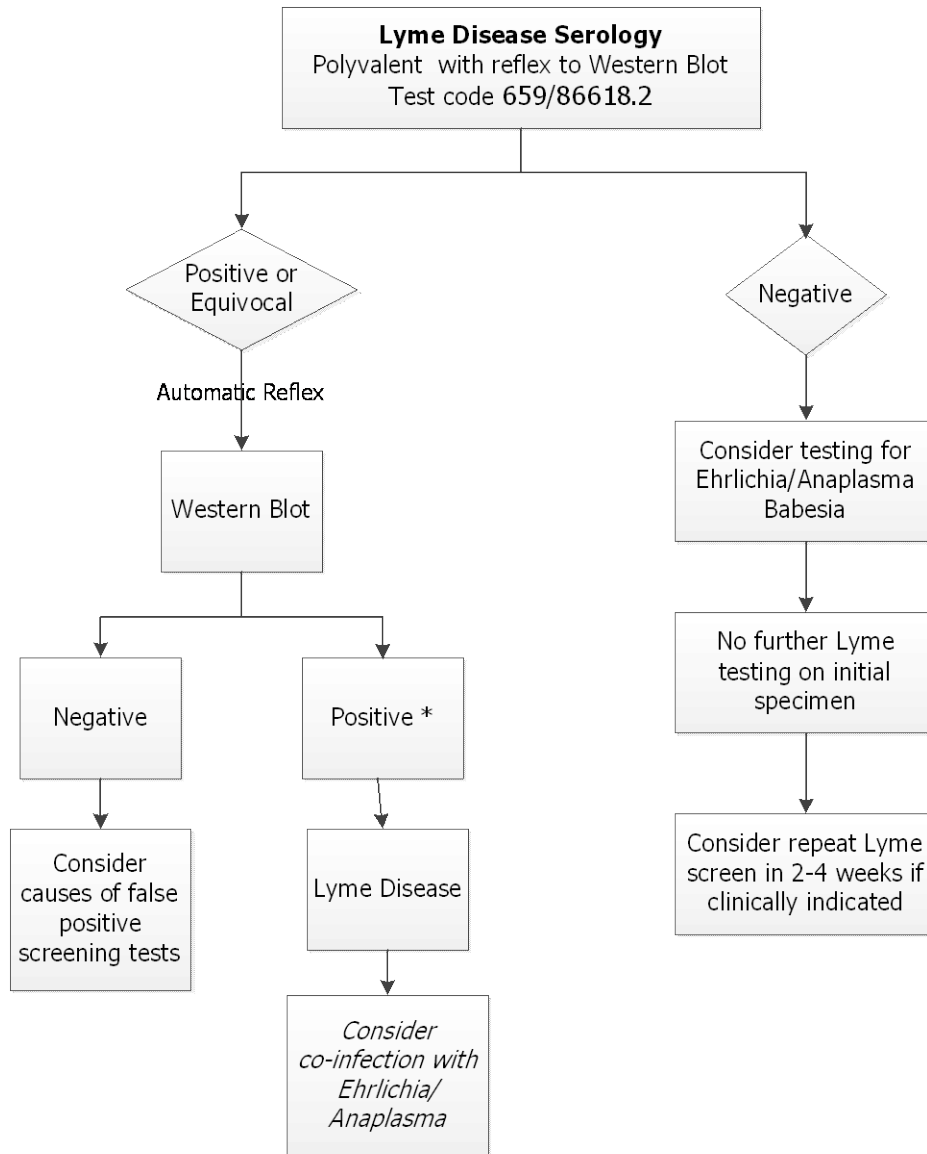 Lyme Disease Serology
Polyvalent with reflex to Western Blot
Test code 659/86618.2
Positive or
Equivocal
Negative
Automatic Reflex
Western Blot
Consider testing for
Ehrlichia/Anaplasma
Babesia
No further Lyme
testing on initial
specimen
Consider repeat Lyme
screen in 2-4 weeks if
clinically indicated
Negative
Positive *
Consider
causes of false
positive
screening tests
Lyme Disease
Consider
co-infection with
Ehrlichia/
Anaplasma